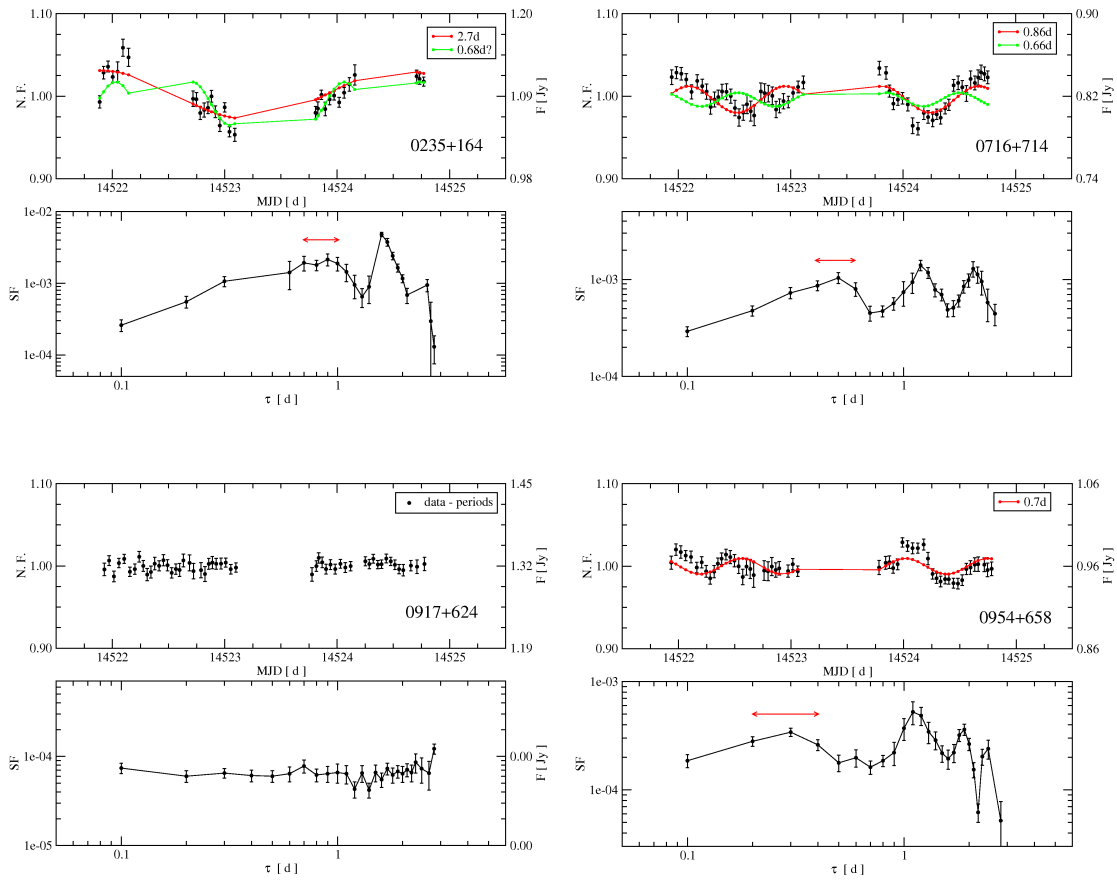 1.10 1.20
2.7d
0.68d?
N. F. 1.00 1.09 F [ Jy ]
0235+164
0.90 0.98
14522 14523 14524 14525
MJD [ d ]
1e-02
SF 1e-03
1e-04
0.1 1
τ [ d ]
1.10 0.90
0.86d
0.66d
N. F. 1.00 0.82 F [ Jy ]
0716+714
0.90 0.74
14522 14523 14524 14525
MJD [ d ]
SF 1e-03
1e-04
0.1 1
τ [ d ]
1.10 1.45
data - periods
N. F. 1.00 1.32 F [ Jy ]
0917+624
0.90 1.19
14522 14523 14524 14525
MJD [ d ]
SF 1e-04 0.00 F [ Jy ]
1e-05 0.00
0.1 1
τ [ d ]
1.10 1.06
0.7d
N. F. 1.00 0.96 F [ Jy ]
0954+658
0.90 0.86
14522 14523 14524 14525
MJD [ d ]
1e-03
SF 1e-04
0.1 1
τ [ d ]